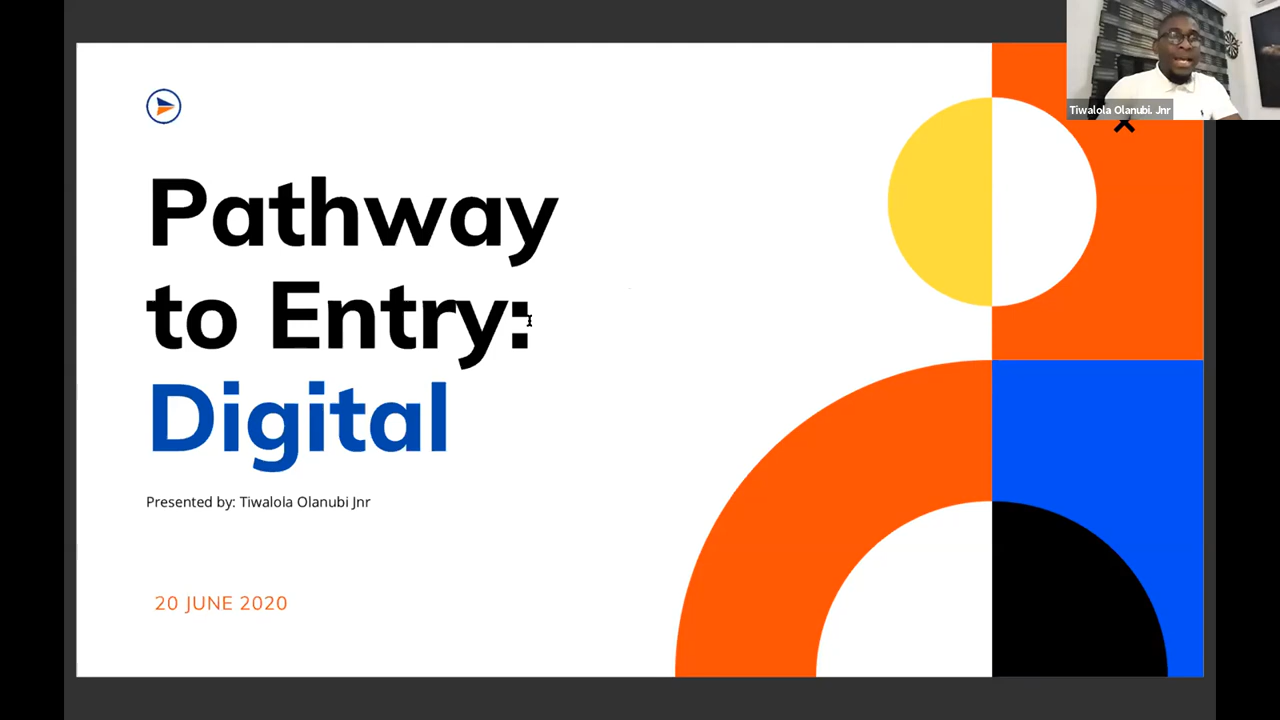 Pathway
to Entry:
Digital
Presented by: Tiwalola Olanubi Jnr
20 JUNE 2020
Tiwalola Olanubi. Jnr